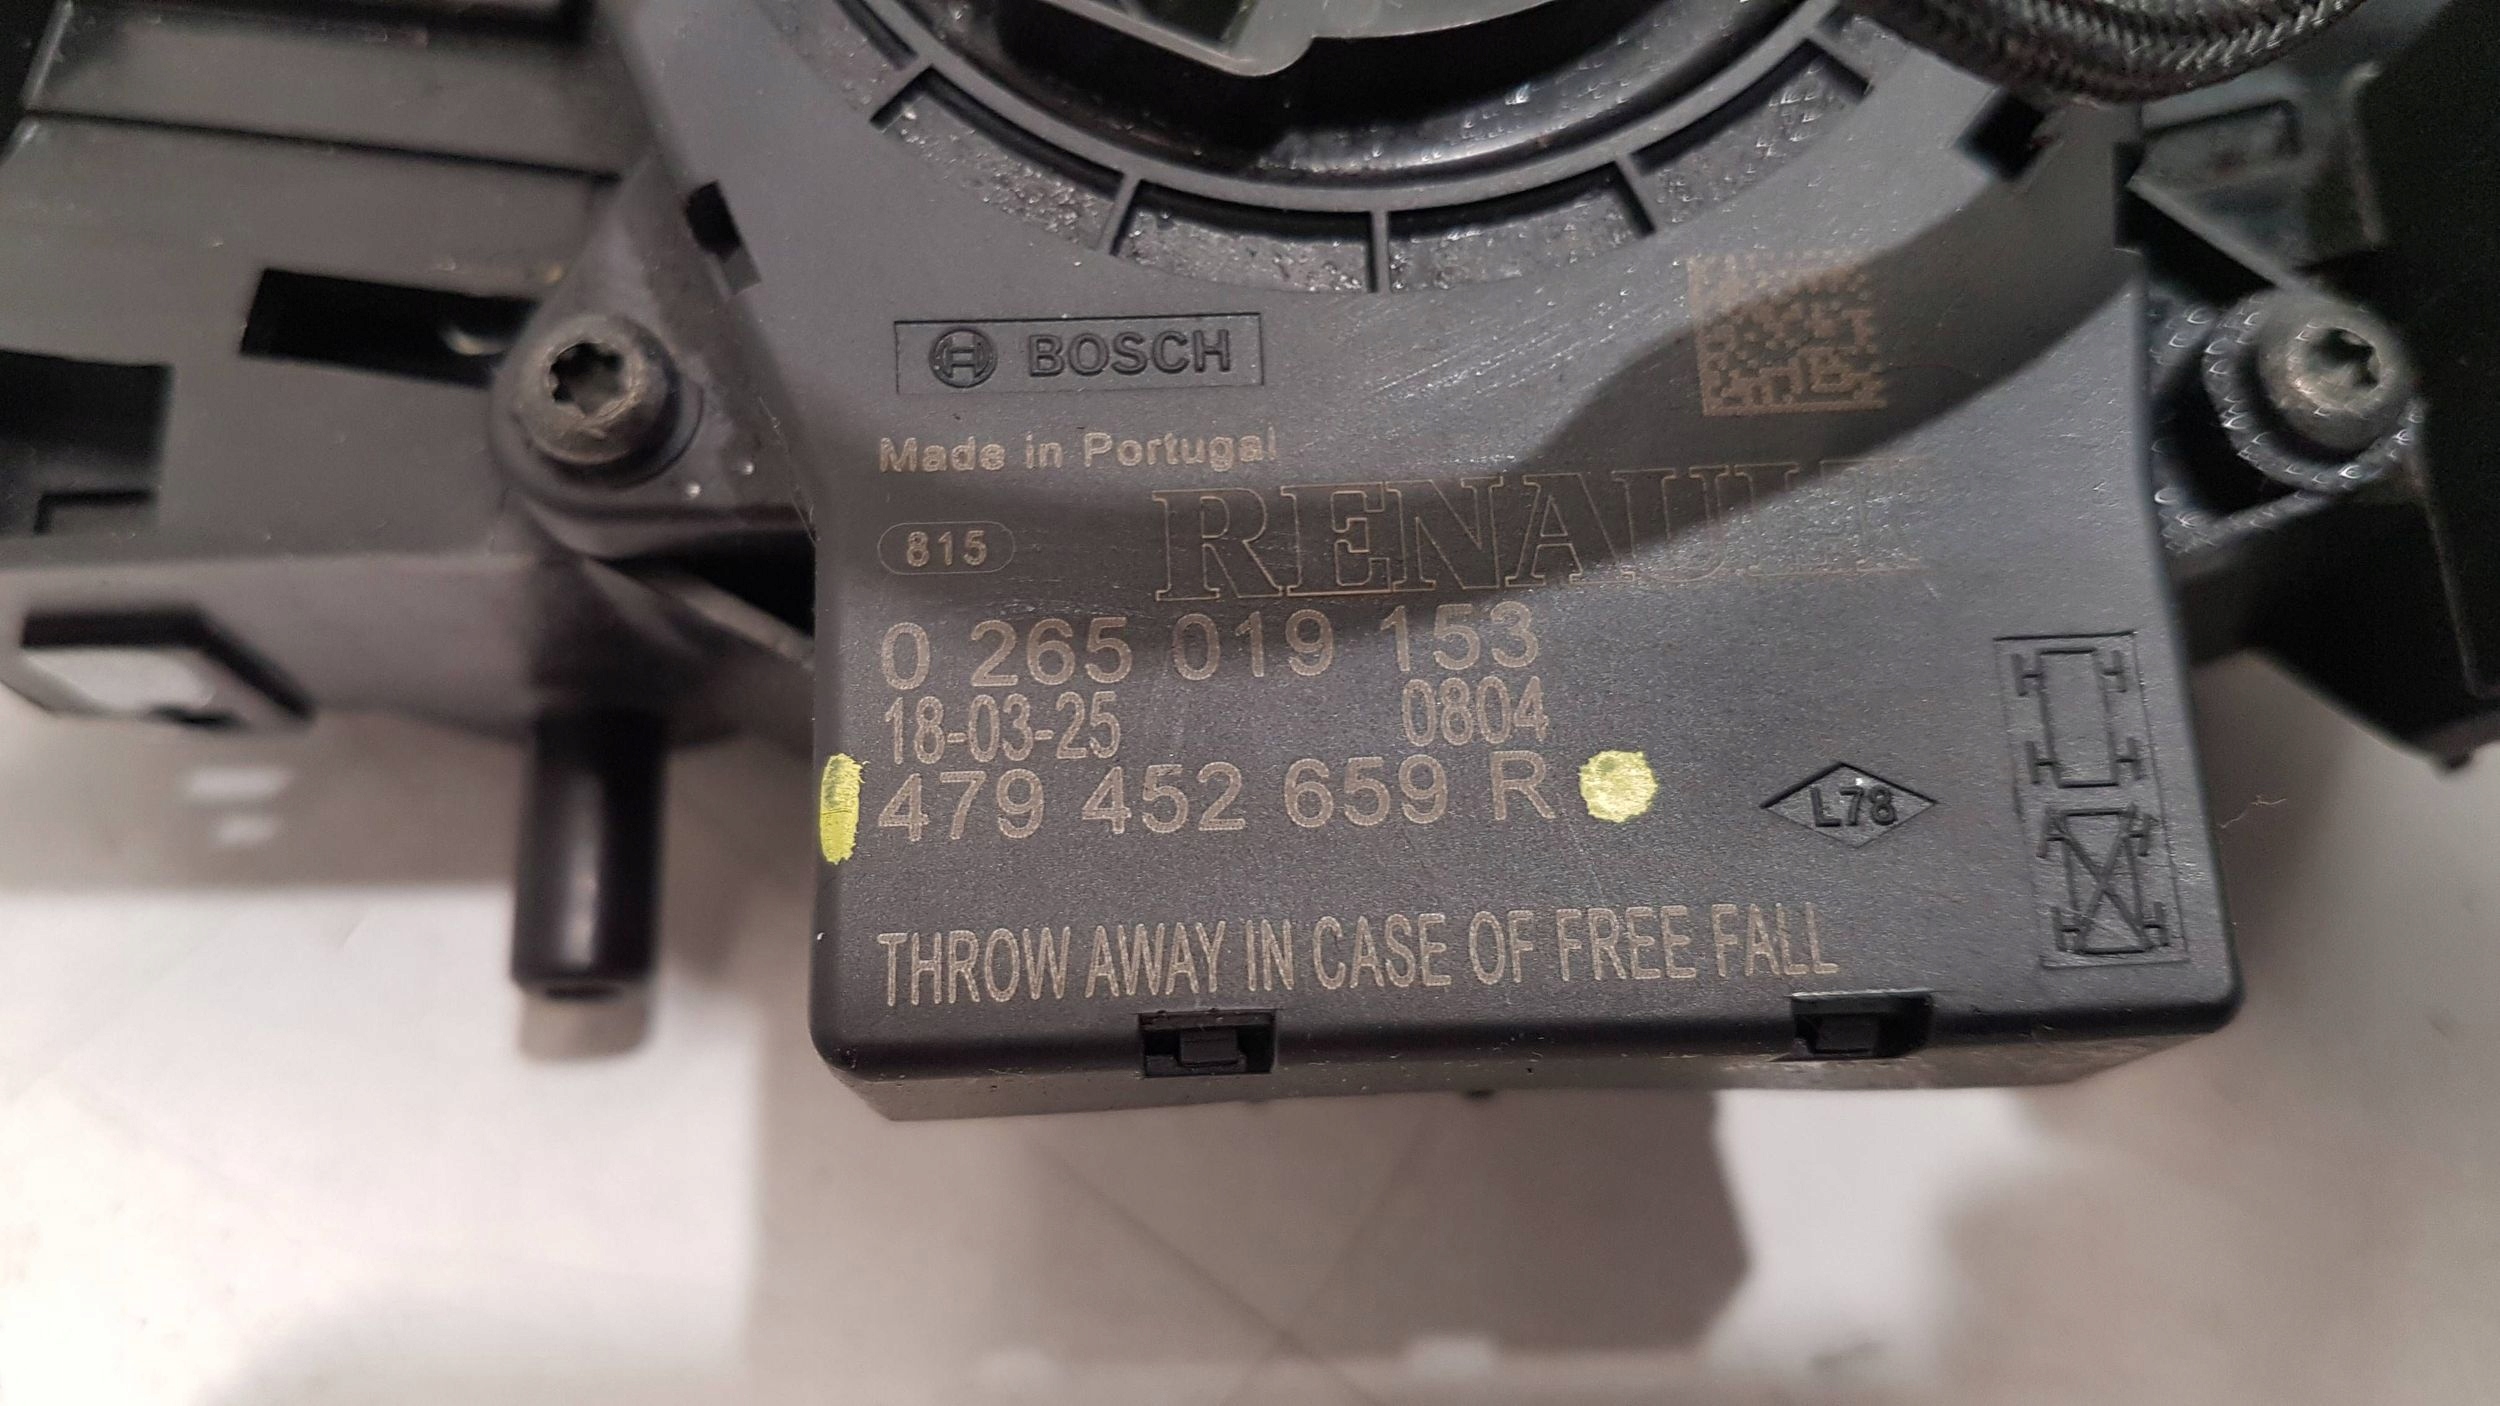 BOSCH
Made in Portugal
RENAULT
815
0 265 019 153
18-03-25 0804
479 452 659 R
L78
THROW AWAY IN CASE OF FREE FALL